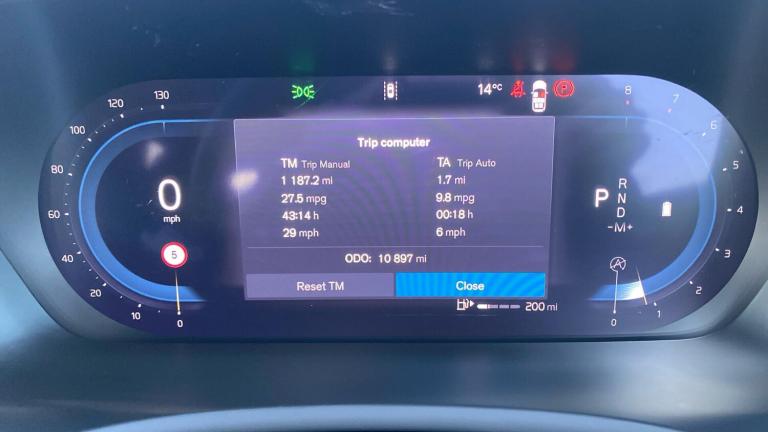 14°C
130
120
100
80
60
40
20
10
0
0
mph
5
Trip computer
TM Trip Manual
TA Trip Auto
1 187.2 mi
1.7 mi
27.5 mpg
9.8 mpg
43:14 h
00:18 h
29 mph
6 mph
ODO: 10 897 mi
Reset TM
Close
200 mi
8
7
6
5
4
3
2
1
0
P
R
N
D
-M+